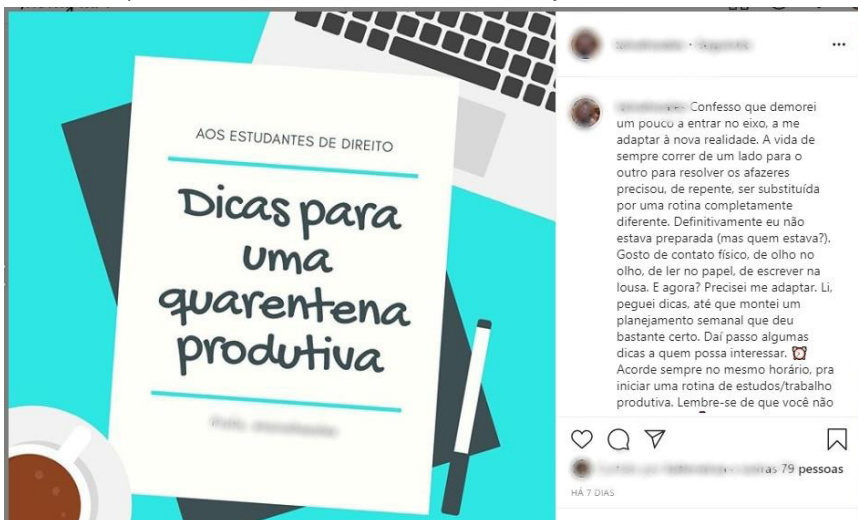 AOS ESTUDANTES DE DIREITO
Dicas para
uma
quarentena
produtiva
Confesso que demorei
um pouco a entrar no eixo, a me
adaptar à nova realidade. A vida de
sempre correr de um lado para o
outro para resolver os afazeres
precisou, de repente, ser substituída
por uma rotina completamente
diferente. Definitivamente eu não
estava preparada (mas quem estava?).
Gosto de contato físico, de olho no
olho, de ler no papel, de escrever na
lousa. E agora? Precisei me adaptar. Li,
peguei dicas, até que montei um
planejamento semanal que deu
bastante certo. Daí passo algumas
dicas a quem possa interessar. ⏰
Acorde sempre no mesmo horário, pra
iniciar uma rotina de estudos/trabalho
produtiva. Lembre-se de que você não
79 pessoas
HÁ 7 DIAS